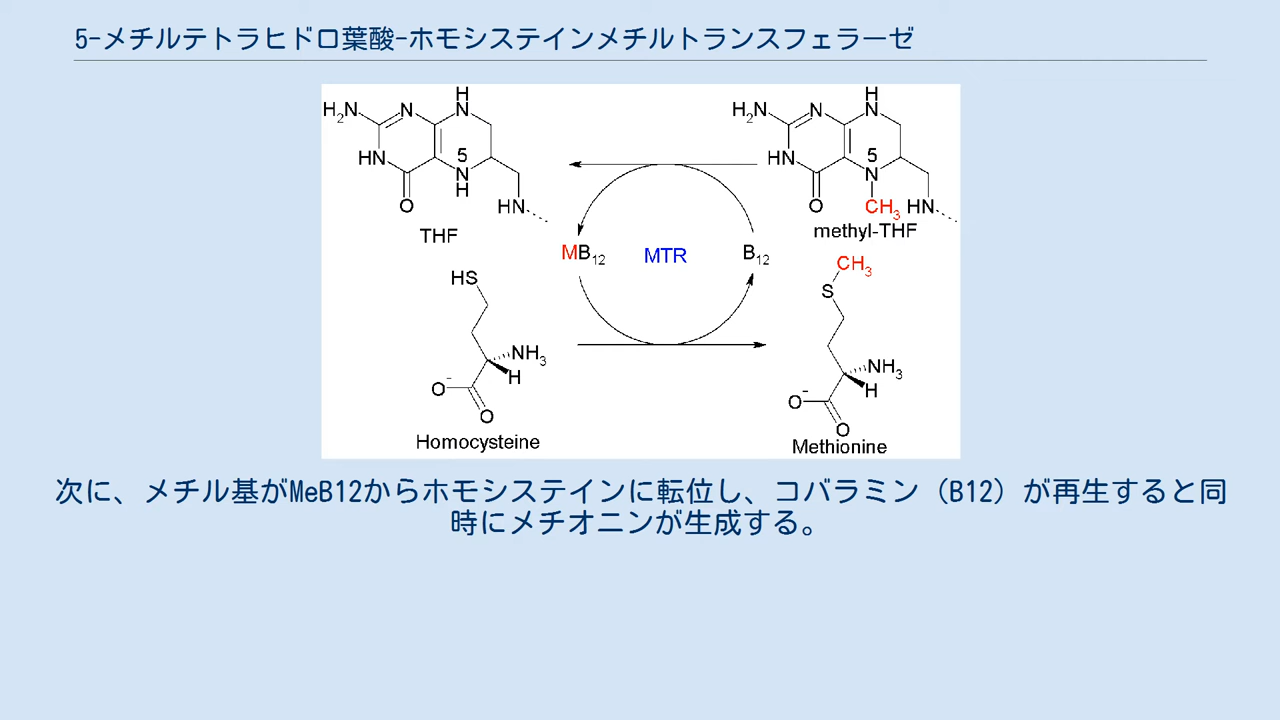 5-メチルテトラヒドロ葉酸-ホモシステインメチルトランスフェラーゼ
H
H
H₂N
N
N
H₂N
N
N
HN
5
HN
5
N
N
H
O
HN
O
CH₃
HN
THF
methyl-THF
MB₁₂
MTR
B₁₂
HS
CH₃
S
NH₃
NH₃
H
H
O⁻
O⁻
O
O
Homocysteine
Methionine
次に、メチル基がMeB12からホモシステインに転位し、コバラミン（B12）が再生すると同
時にメチオニンが生成する。